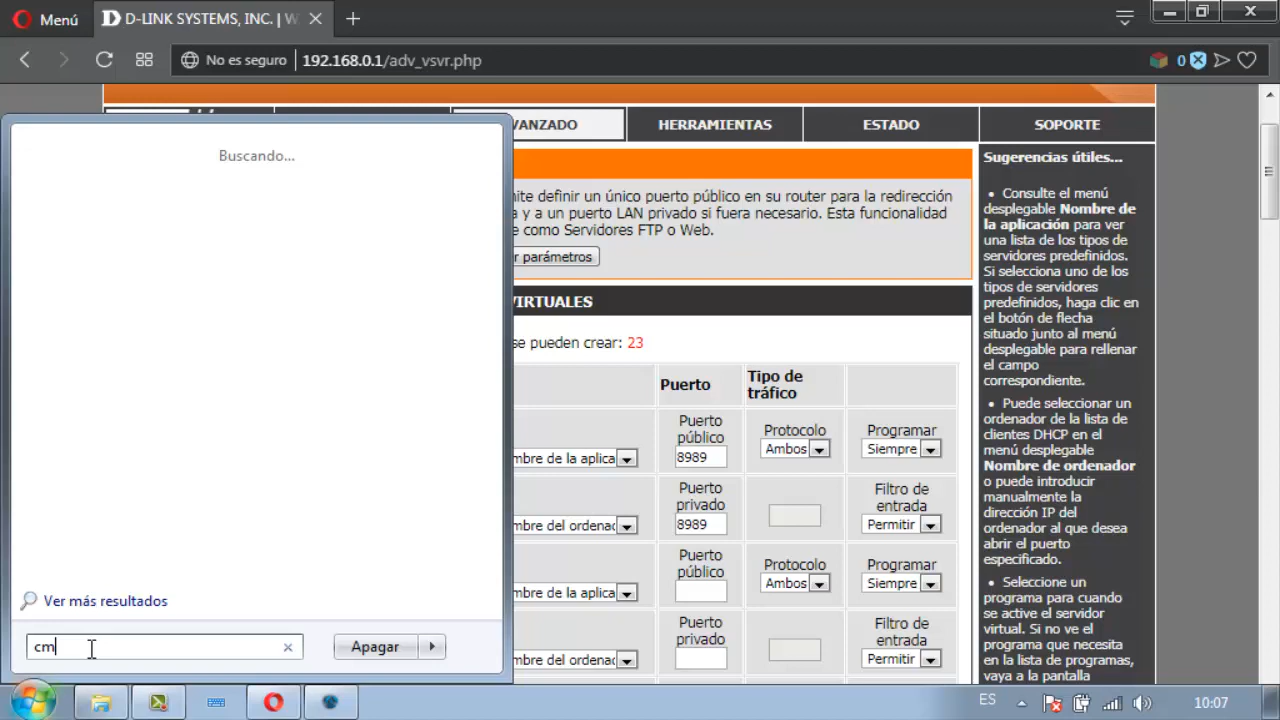 Menú
D-LINK SYSTEMS, INC. | W
No es seguro
192.168.0.1/adv_vsvr.php
0
VANZADO
HERRAMIENTAS
ESTADO
SOPORTE
Buscando...
Ver más resultados
cm
Apagar
nite definir un único puerto público en su router para la redirección
a y a un puerto LAN privado si fuera necesario. Esta funcionalidad
e como Servidores FTP o Web.
r parámetros
VIRTUALES
se pueden crear: 23
Puerto
Tipo de
tráfico
Puerto
público
Protocolo
Programar
mbre de la aplica
8989
Ambos
Siempre
Puerto
privado
Filtro de
entrada
mbre del ordenac
8989
Permitir
Puerto
público
Protocolo
Programar
mbre de la aplica
Ambos
Siempre
Puerto
privado
Filtro de
entrada
mbre del ordenac
Permitir
Sugerencias útiles...
• Consulte el menú
desplegable Nombre de
la aplicación para ver
una lista de los tipos de
servidores predefinidos.
Si selecciona uno de los
tipos de servidores
predefinidos, haga clic en
el botón de flecha
situado junto al menú
desplegable para rellenar
el campo
correspondiente.
• Puede seleccionar un
ordenador de la lista de
clientes DHCP en el
menú desplegable
Nombre de ordenador
o puede introducir
manualmente la
dirección IP del
ordenador al que desea
abrir el puerto
especificado.
• Seleccione un
programa para cuando
se active el servidor
virtual. Si no ve el
programa que necesita
en la lista de programas,
vaya a la pantalla
ES
10:07